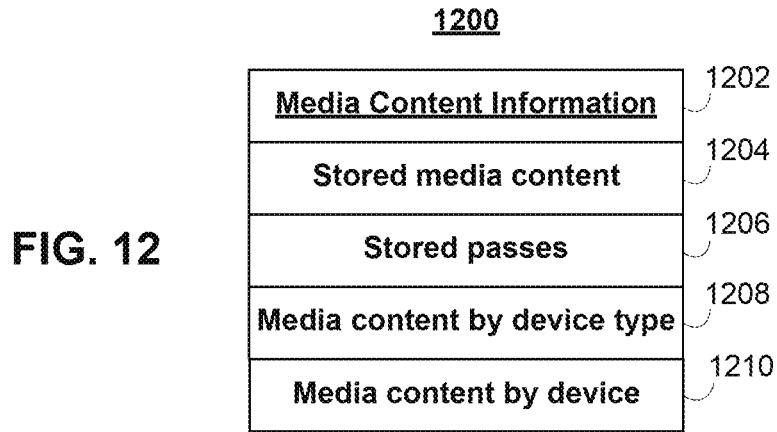 1200
Media Content Information
1202
Stored media content
1204
FIG. 12
Stored passes
1206
Media content by device type
1208
Media content by device
1210